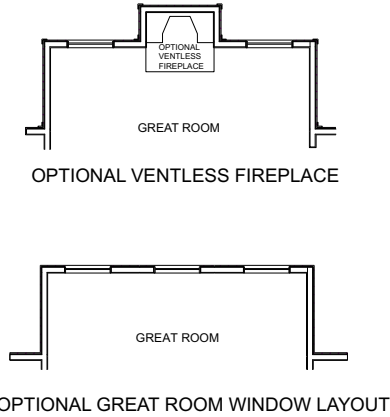 OPTIONAL
VENTLESS
FIREPLACE
GREAT ROOM
OPTIONAL VENTLESS FIREPLACE
GREAT ROOM
OPTIONAL GREAT ROOM WINDOW LAYOUT